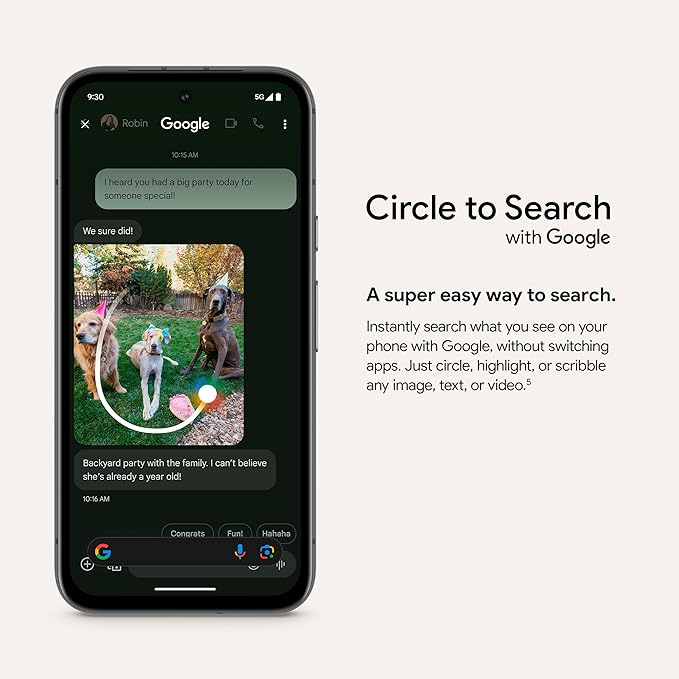 9:30
5G
Robin
Google
10:15 AM
I heard you had a big party today for
someone special!
We sure did!
Backyard party with the family. I can't believe
she's already a year old!
10:16 AM
Congrats
Fun!
Hahaha
Circle to Search
with Google
A super easy way to search.
Instantly search what you see on your
phone with Google, without switching
apps. Just circle, highlight, or scribble
any image, text, or video.⁵